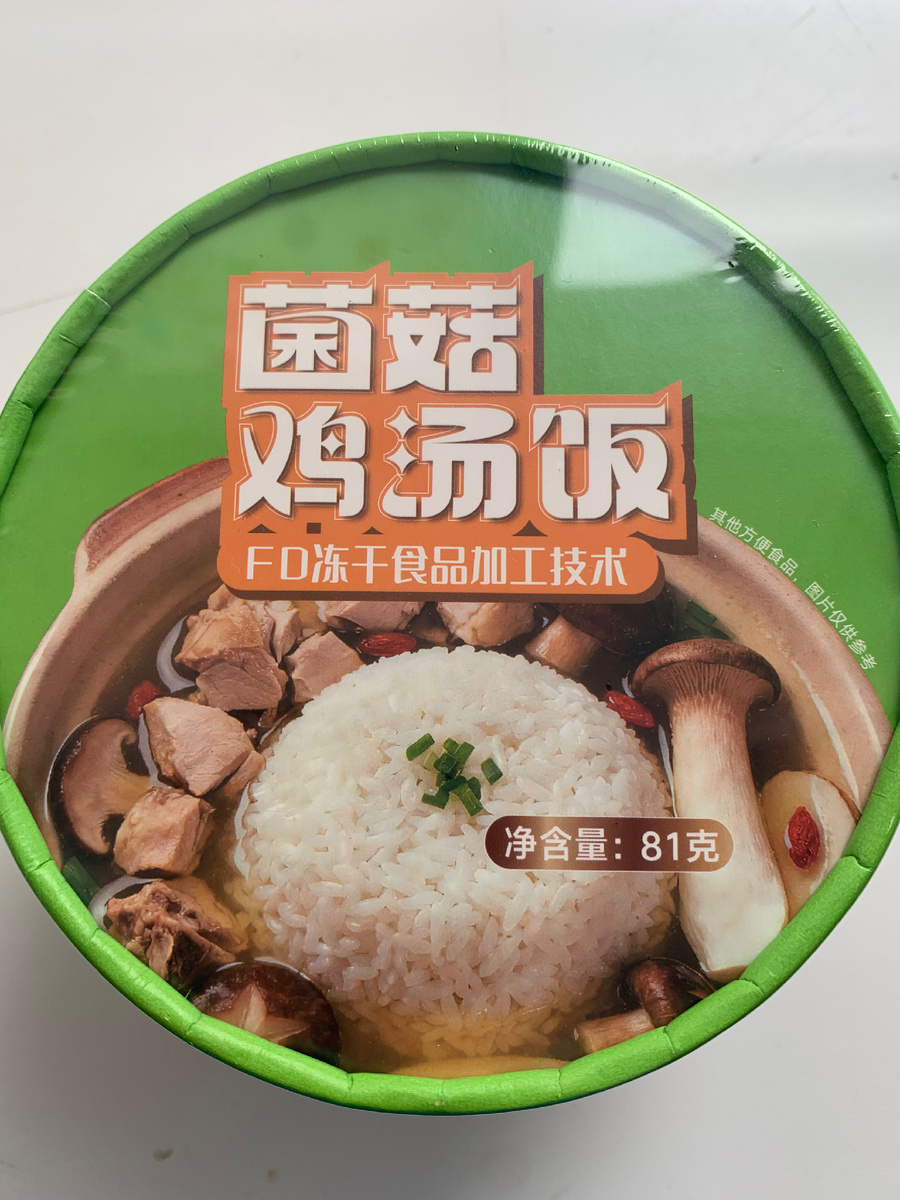 菌菇
鸡汤饭
FD冻干食品加工技术
其他方便食品，图片仅供参考
净含量：81克